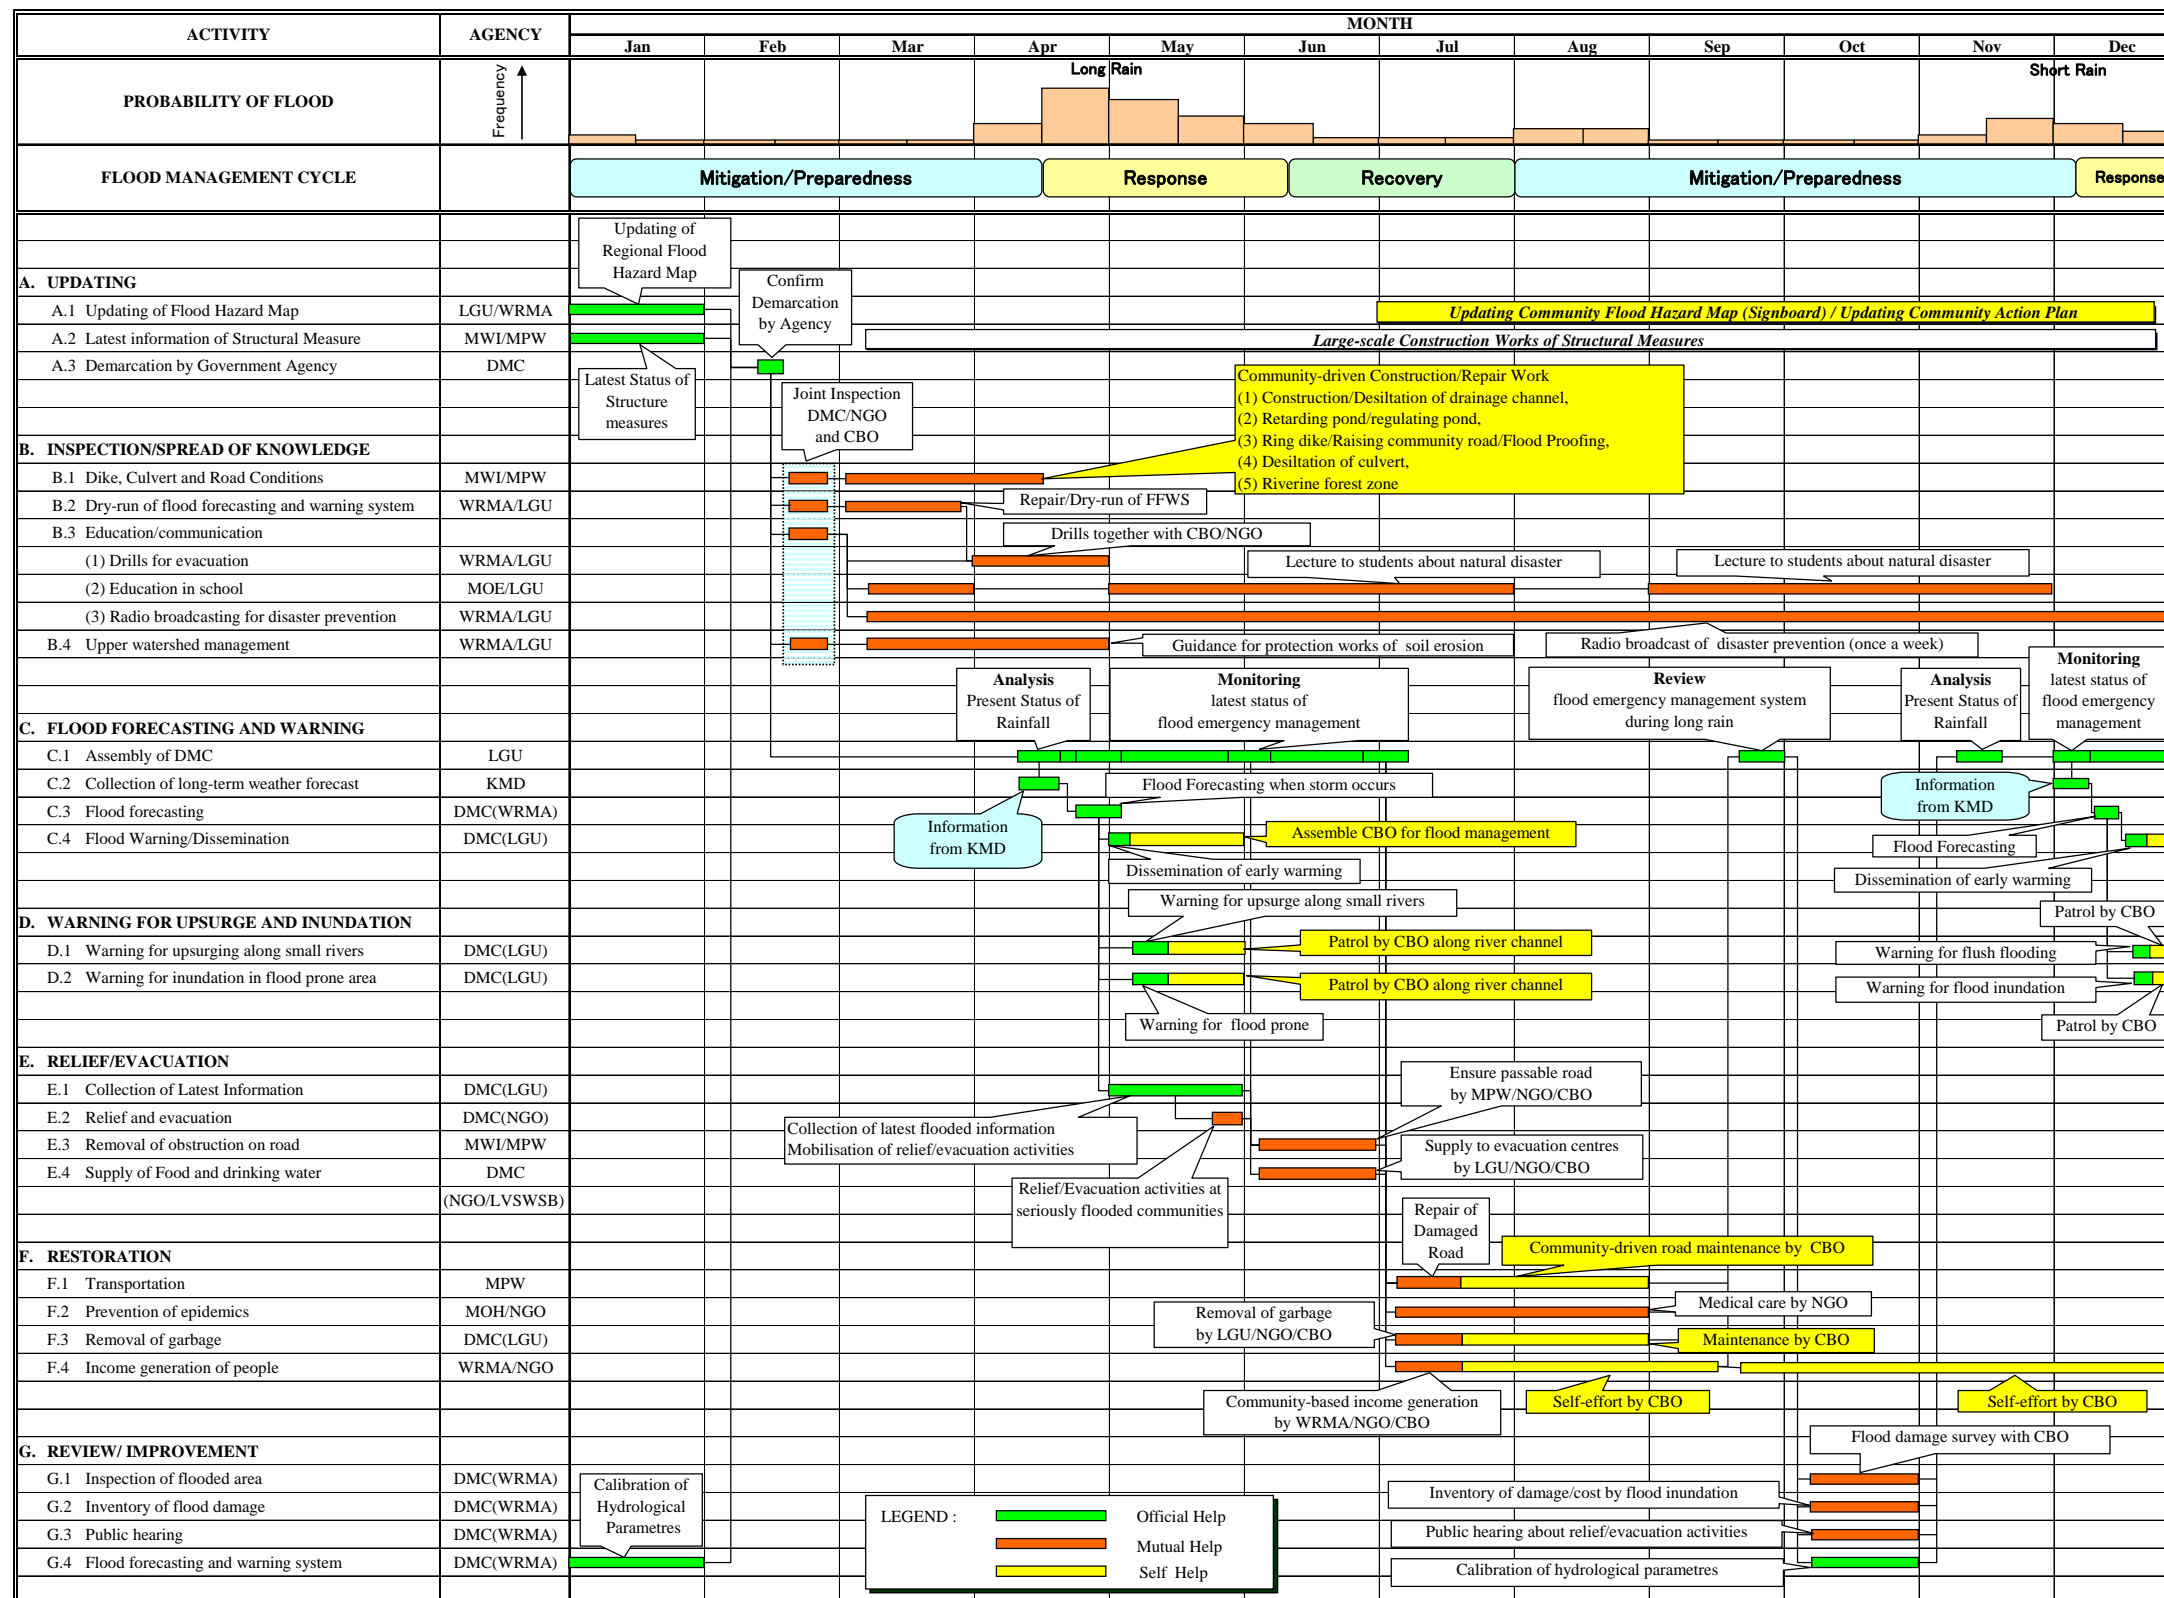 ACTIVITY
AGENCY
MONTH
Jan Feb Mar Apr May Jun Jul Aug Sep Oct Nov Dec
PROBABILITY OF FLOOD
Frequency
Long Rain
Short Rain
FLOOD MANAGEMENT CYCLE
Mitigation/Preparedness
Response
Recovery
Mitigation/Preparedness
Response
Updating of
Regional Flood
Hazard Map
A. UPDATING
Confirm
Demarcation
by Agency
A.1 Updating of Flood Hazard Map LGU/WRMA
Updating Community Flood Hazard Map (Signboard) / Updating Community Action Plan
A.2 Latest information of Structural Measure MWI/MPW
Large-scale Construction Works of Structural Measures
A.3 Demarcation by Government Agency DMC
Latest Status of
Structure
measures
Joint Inspection
DMC/NGO
and CBO
Community-driven Construction/Repair Work
(1) Construction/Desiltation of drainage channel,
(2) Retarding pond/regulating pond,
(3) Ring dike/Raising community road/Flood Proofing,
(4) Desiltation of culvert,
(5) Riverine forest zone
B. INSPECTION/SPREAD OF KNOWLEDGE
B.1 Dike, Culvert and Road Conditions MWI/MPW
B.2 Dry-run of flood forecasting and warning system WRMA/LGU
Repair/Dry-run of FFWS
B.3 Education/communication
Drills together with CBO/NGO
(1) Drills for evacuation WRMA/LGU
Lecture to students about natural disaster
Lecture to students about natural disaster
(2) Education in school MOE/LGU
(3) Radio broadcasting for disaster prevention WRMA/LGU
B.4 Upper watershed management WRMA/LGU
Guidance for protection works of soil erosion
Radio broadcast of disaster prevention (once a week)
Analysis
Present Status of
Rainfall
Monitoring
latest status of
flood emergency management
Review
flood emergency management system
during long rain
Analysis
Present Status of
Rainfall
Monitoring
latest status of
flood emergency
management
C. FLOOD FORECASTING AND WARNING
C.1 Assembly of DMC LGU
C.2 Collection of long-term weather forecast KMD
Flood Forecasting when storm occurs
Information
from KMD
C.3 Flood forecasting DMC(WRMA)
Information
from KMD
C.4 Flood Warning/Dissemination DMC(LGU)
Assemble CBO for flood management
Flood Forecasting
Dissemination of early warming
Dissemination of early warming
Warning for upsurge along small rivers
Patrol by CBO
D. WARNING FOR UPSURGE AND INUNDATION
D.1 Warning for upsurging along small rivers DMC(LGU)
Patrol by CBO along river channel
Warning for flush flooding
D.2 Warning for inundation in flood prone area DMC(LGU)
Patrol by CBO along river channel
Warning for flood inundation
Warning for flood prone
Patrol by CBO
E. RELIEF/EVACUATION
E.1 Collection of Latest Information DMC(LGU)
Ensure passable road
by MPW/NGO/CBO
E.2 Relief and evacuation DMC(NGO)
Collection of latest flooded information
Mobilisation of relief/evacuation activities
E.3 Removal of obstruction on road MWI/MPW
Supply to evacuation centres
by LGU/NGO/CBO
E.4 Supply of Food and drinking water DMC
(NGO/LVSWSB)
Relief/Evacuation activities at
seriously flooded communities
Repair of
Damaged
Road
F. RESTORATION
Community-driven road maintenance by CBO
F.1 Transportation MPW
F.2 Prevention of epidemics MOH/NGO
Medical care by NGO
Removal of garbage
by LGU/NGO/CBO
F.3 Removal of garbage DMC(LGU)
Maintenance by CBO
F.4 Income generation of people WRMA/NGO
Community-based income generation
by WRMA/NGO/CBO
Self-effort by CBO
Self-effort by CBO
G. REVIEW/ IMPROVEMENT
Flood damage survey with CBO
G.1 Inspection of flooded area DMC(WRMA)
Calibration of
Hydrological
Parametres
G.2 Inventory of flood damage DMC(WRMA)
Inventory of damage/cost by flood inundation
G.3 Public hearing DMC(WRMA)
Public hearing about relief/evacuation activities
G.4 Flood forecasting and warning system DMC(WRMA)
Calibration of hydrological parametres
LEGEND :
Official Help
Mutual Help
Self Help